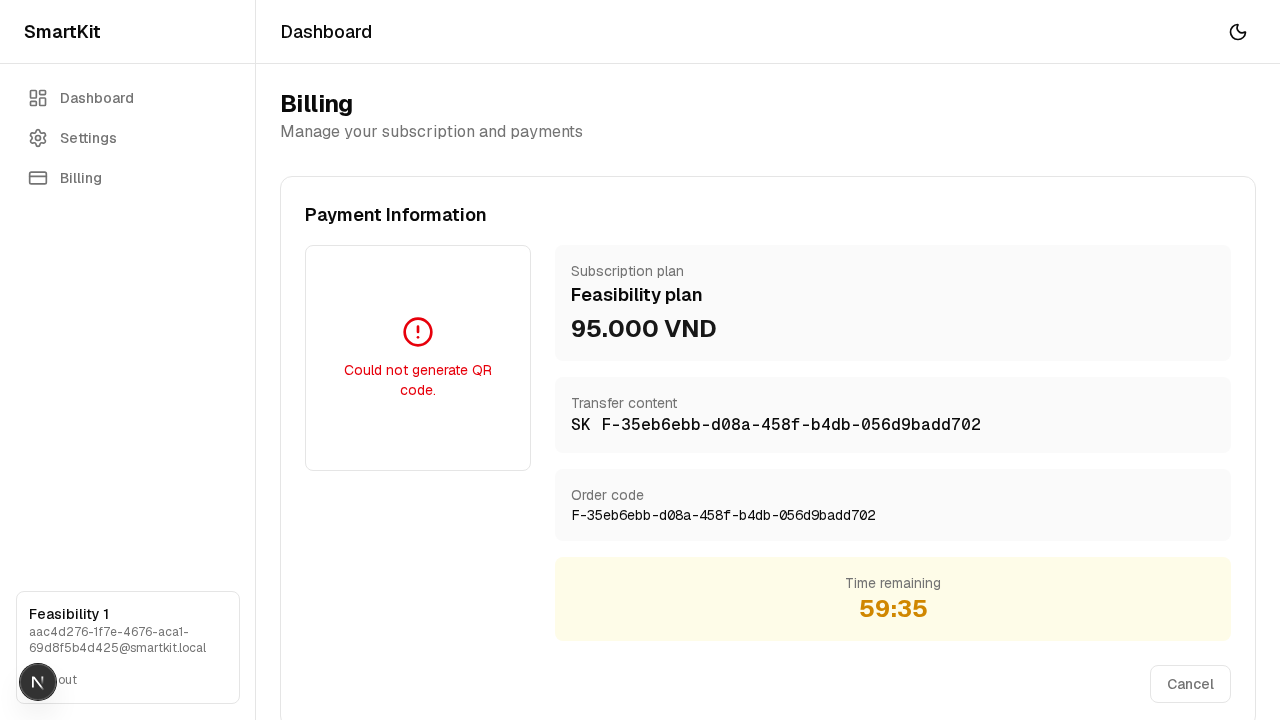 SmartKit
Dashboard
Dashboard
Settings
Billing
Billing
Manage your subscription and payments
Payment Information
Could not generate QR
code.
Subscription plan
Feasibility plan
95.000 VND
Transfer content
SK F-35eb6ebb-d08a-458f-b4db-056d9badd702
Order code
F-35eb6ebb-d08a-458f-b4db-056d9badd702
Time remaining
59:35
Cancel
Feasibility 1
aac4d276-1f7e-4676-aca1-
69d8f5b4d425@smartkit.local
N
out